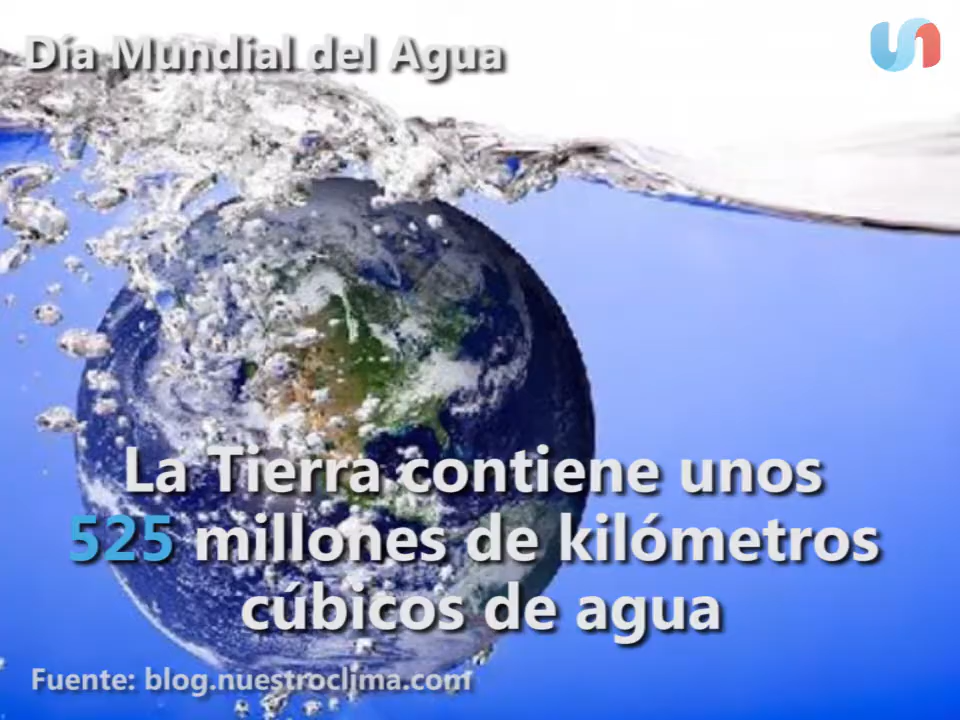 Día Mundial del Agua
La Tierra contiene unos
525 millones de kilómetros
cúbicos de agua
Fuente: blog.nuestroclima.com